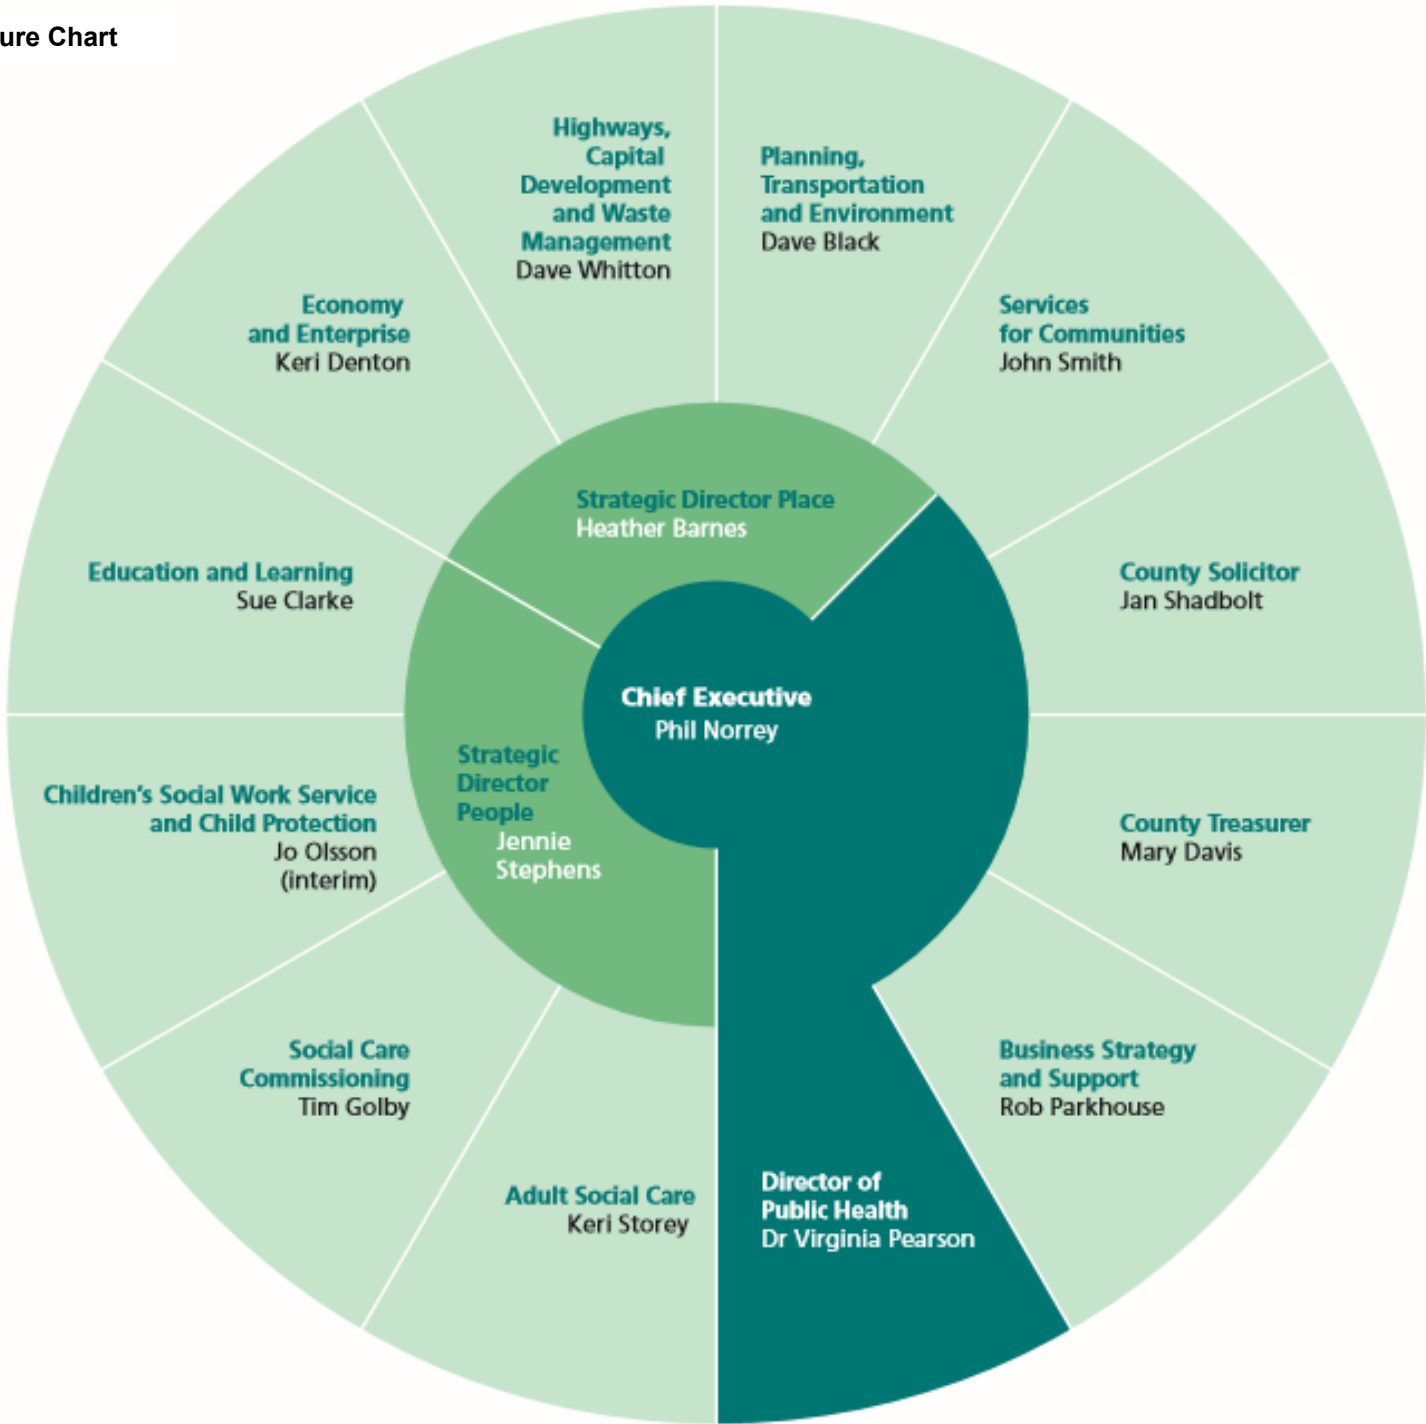 ure Chart
Highways,
Capital
Development
and Waste
Management
Dave Whitton
Planning,
Transportation
and Environment
Dave Black
Economy
and Enterprise
Keri Denton
Services
for Communities
John Smith
Strategic Director Place
Heather Barnes
Education and Learning
Sue Clarke
County Solicitor
Jan Shadbolt
Chief Executive
Phil Norrey
Strategic
Director
People
Jennie
Stephens
Children's Social Work Service
and Child Protection
Jo Olsson
(interim)
County Treasurer
Mary Davis
Social Care
Commissioning
Tim Golby
Business Strategy
and Support
Rob Parkhouse
Adult Social Care
Keri Storey
Director of
Public Health
Dr Virginia Pearson